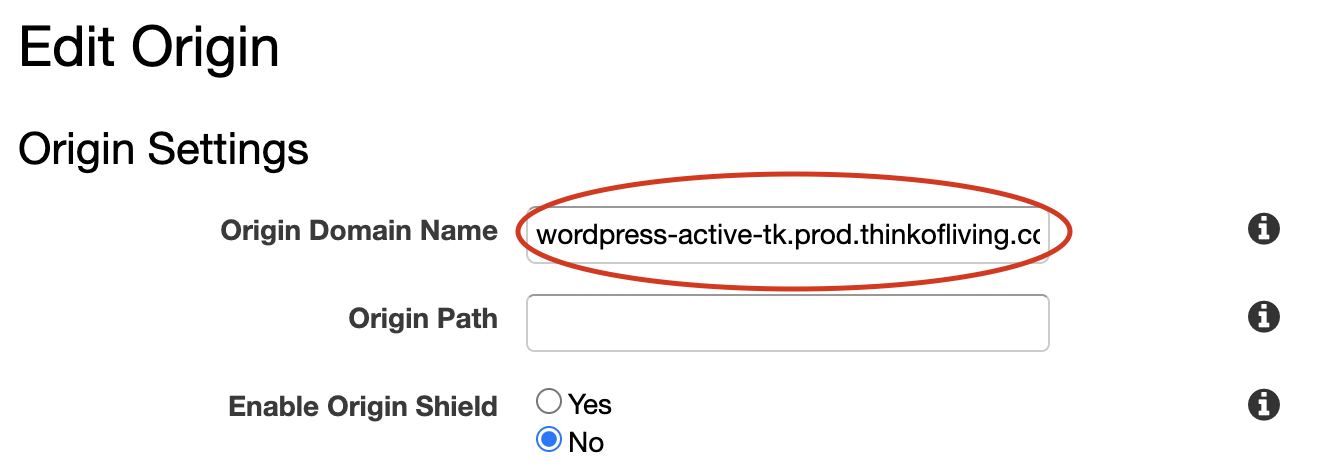 Edit Origin
Origin Settings
Origin Domain Name wordpress-active-tk.prod.thinkofliving.cc
Origin Path
Enable Origin Shield Yes
No